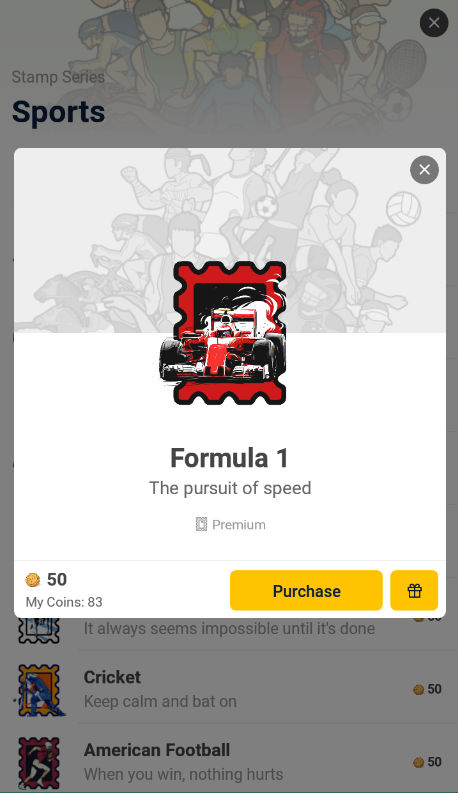 Stamp Series
Sports
Formula 1
The pursuit of speed
Premium
50
My Coins: 83
Purchase
It always seems impossible until it's done
Cricket
Keep calm and bat on
50
American Football
When you win, nothing hurts
50